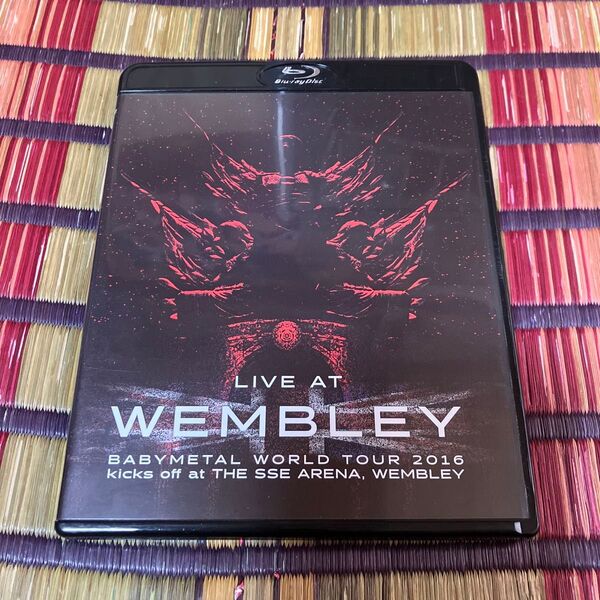 Blu-ray Disc
LIVE AT
WEMBLEY
BABYMETAL WORLD TOUR 2016
kicks off at THE SSE ARENA, WEMBLEY